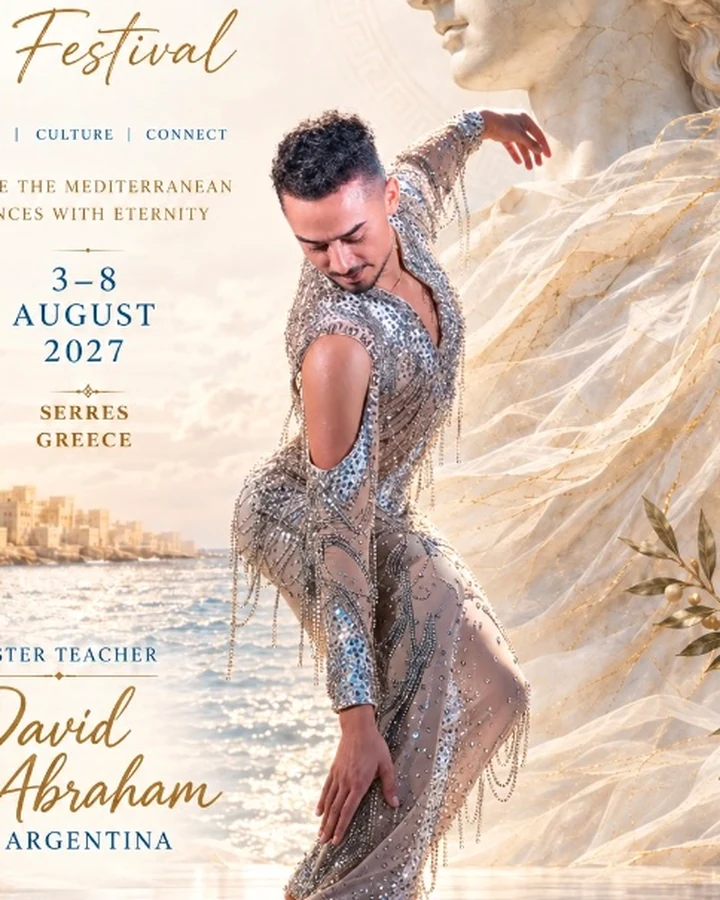 Festival
| CULTURE | CONNECT
E THE MEDITERRANEAN
NCES WITH ETERNITY
3–8
AUGUST
2027
SERRES
GREECE
STER TEACHER
David
Abraham
ARGENTINA